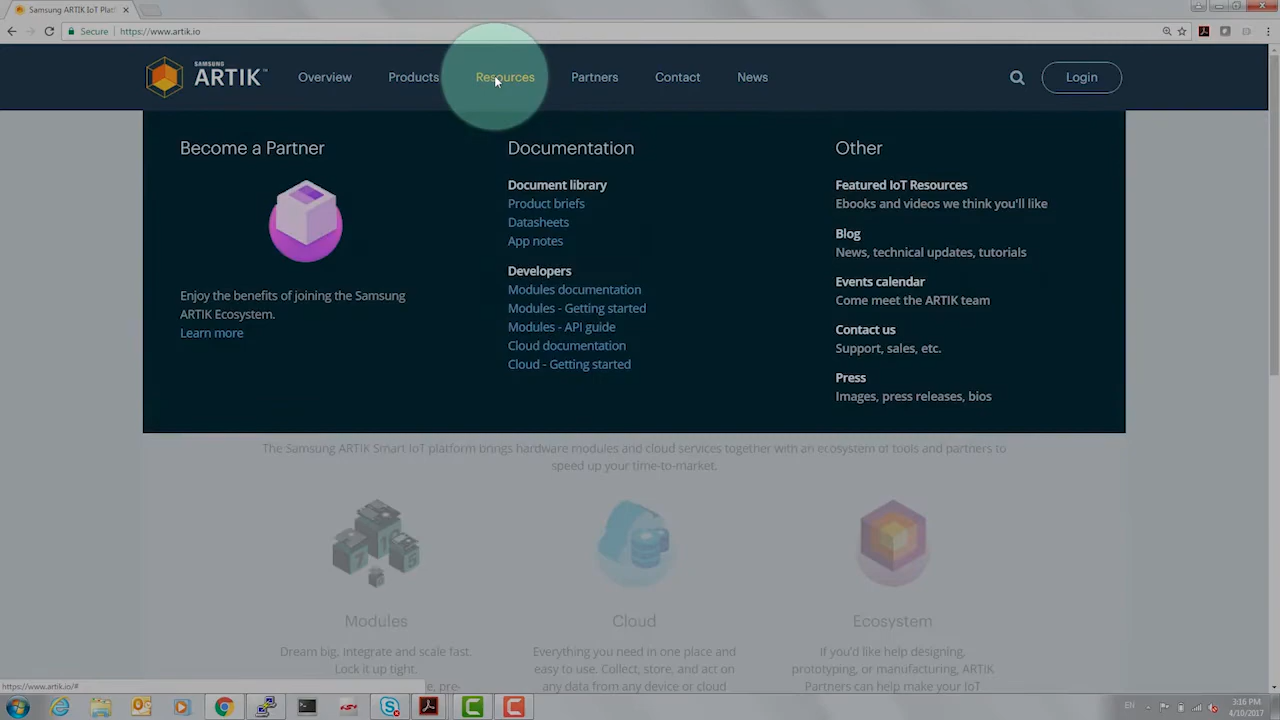 Samsung ARTIK IoT Platf
Secure
https://www.artik.io
SAMSUNG
ARTIK™
Overview
Products
Resources
Partners
Contact
News
Login
Become a Partner
Enjoy the benefits of joining the Samsung
ARTIK Ecosystem.
Learn more
Documentation
Document library
Product briefs
Datasheets
App notes
Developers
Modules documentation
Modules - Getting started
Modules - API guide
Cloud documentation
Cloud - Getting started
Other
Featured IoT Resources
Ebooks and videos we think you'll like
Blog
News, technical updates, tutorials
Events calendar
Come meet the ARTIK team
Contact us
Support, sales, etc.
Press
Images, press releases, bios
The Samsung ARTIK Smart IoT platform brings hardware modules and cloud services together with an ecosystem of tools and partners to
speed up your time-to-market.
Modules
Dream big. Integrate and scale fast.
Lock it up tight.
e, pre-
Cloud
Everything you need in one place and
easy to use. Collect, store, and act on
any data from any device or cloud
Ecosystem
If you'd like help designing,
prototyping, or manufacturing, ARTIK
Partners can help make your IoT
https://www.artik.io/#
EN
3:16 PM
4/10/2017